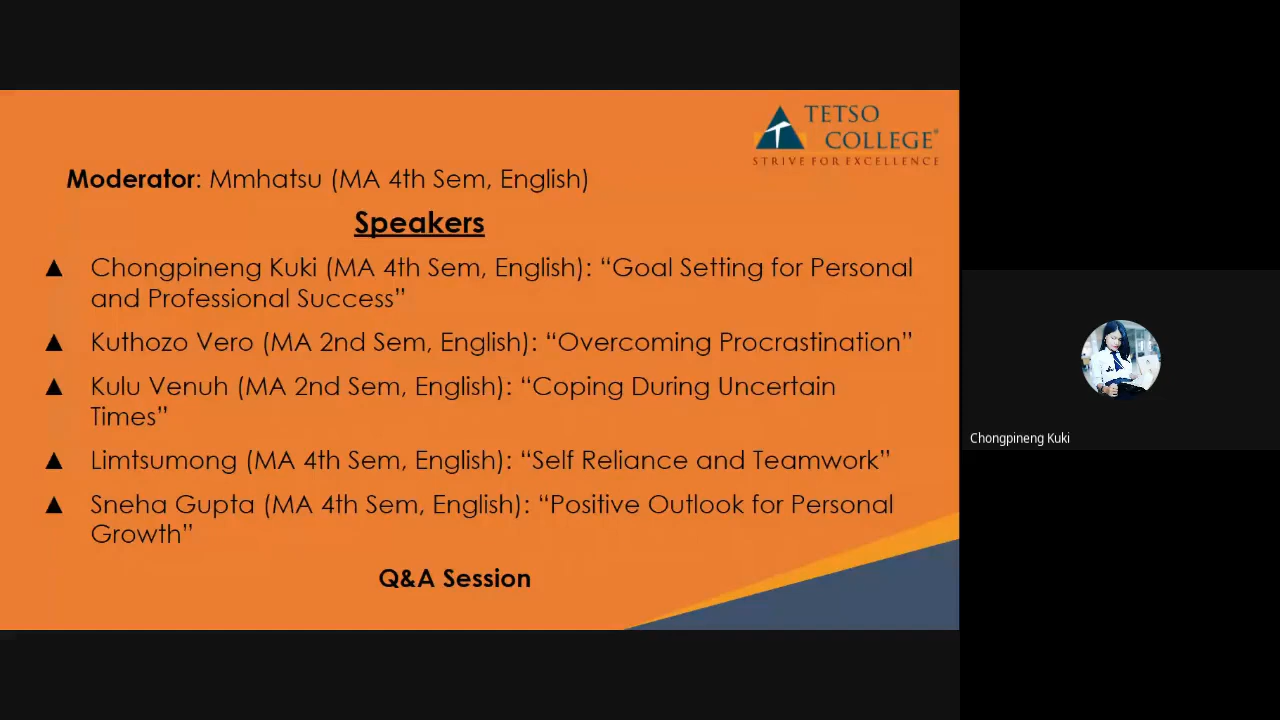 TETSO
COLLEGE®
STRIVE FOR EXCELLENCE
Moderator: Mmhatsu (MA 4th Sem, English)
Speakers
▲ Chongpineng Kuki (MA 4th Sem, English): “Goal Setting for Personal
and Professional Success”
▲ Kuthozo Vero (MA 2nd Sem, English): “Overcoming Procrastination”
▲ Kulu Venuh (MA 2nd Sem, English): “Coping During Uncertain
Times”
▲ Limtsumong (MA 4th Sem, English): “Self Reliance and Teamwork”
▲ Sneha Gupta (MA 4th Sem, English): “Positive Outlook for Personal
Growth”
Q&A Session
Chongpineng Kuki